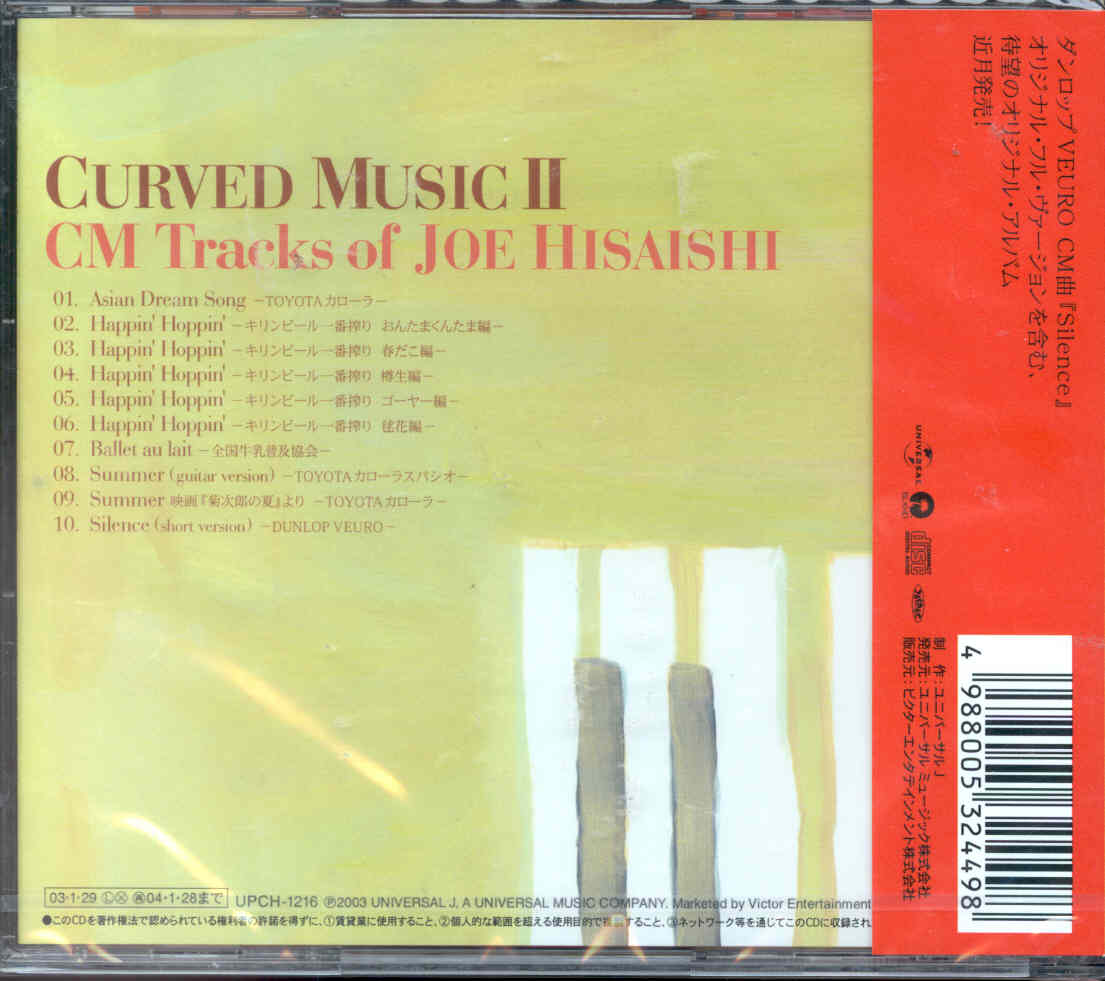 CURVED MUSIC II
CM Tracks of JOE HISAISHI
01. Asian Dream Song －TOYOTAカローラ－
02. Happin' Hoppin' －キリンビール一番搾り おんたまくんたま編－
03. Happin' Hoppin' －キリンビール一番搾り 春だこ編－
04. Happin' Hoppin' －キリンビール一番搾り 樽生編－
05. Happin' Hoppin' －キリンビール一番搾り ゴーヤー編－
06. Happin' Hoppin' －キリンビール一番搾り 毬花編－
07. Ballet au lait －全国牛乳普及協会－
08. Summer (guitar version) －TOYOTAカローラスパシオ－
09. Summer 映画『菊次郎の夏』より －TOYOTAカローラ－
10. Silence (short version) －DUNLOP VEURO－
03・1・29 Ⓛ Ⓧ 再04・1・28まで UPCH-1216 Ⓟ2003 UNIVERSAL J, A UNIVERSAL MUSIC COMPANY. Marketed by Victor Entertainment
●このCDを著作権法で認められている権利者の許諾を得ずに、①賃貸業に使用すること、②個人的な範囲を超える使用目的で複製すること、③ネットワーク等を通じてこのCDに収録され
ダンロップVEURO CM曲『Silence』
オリジナル・フル・ヴァージョンを含む、
待望のオリジナル・アルバム
近月発売！
UNIVERSAL
COMPACT
disc
DIGITAL AUDIO
制 作：ユニバーサルJ
発売元：ユニバーサル ミュージック株式会社
販売元：ビクターエンタテインメント株式会社
4 988005 324498